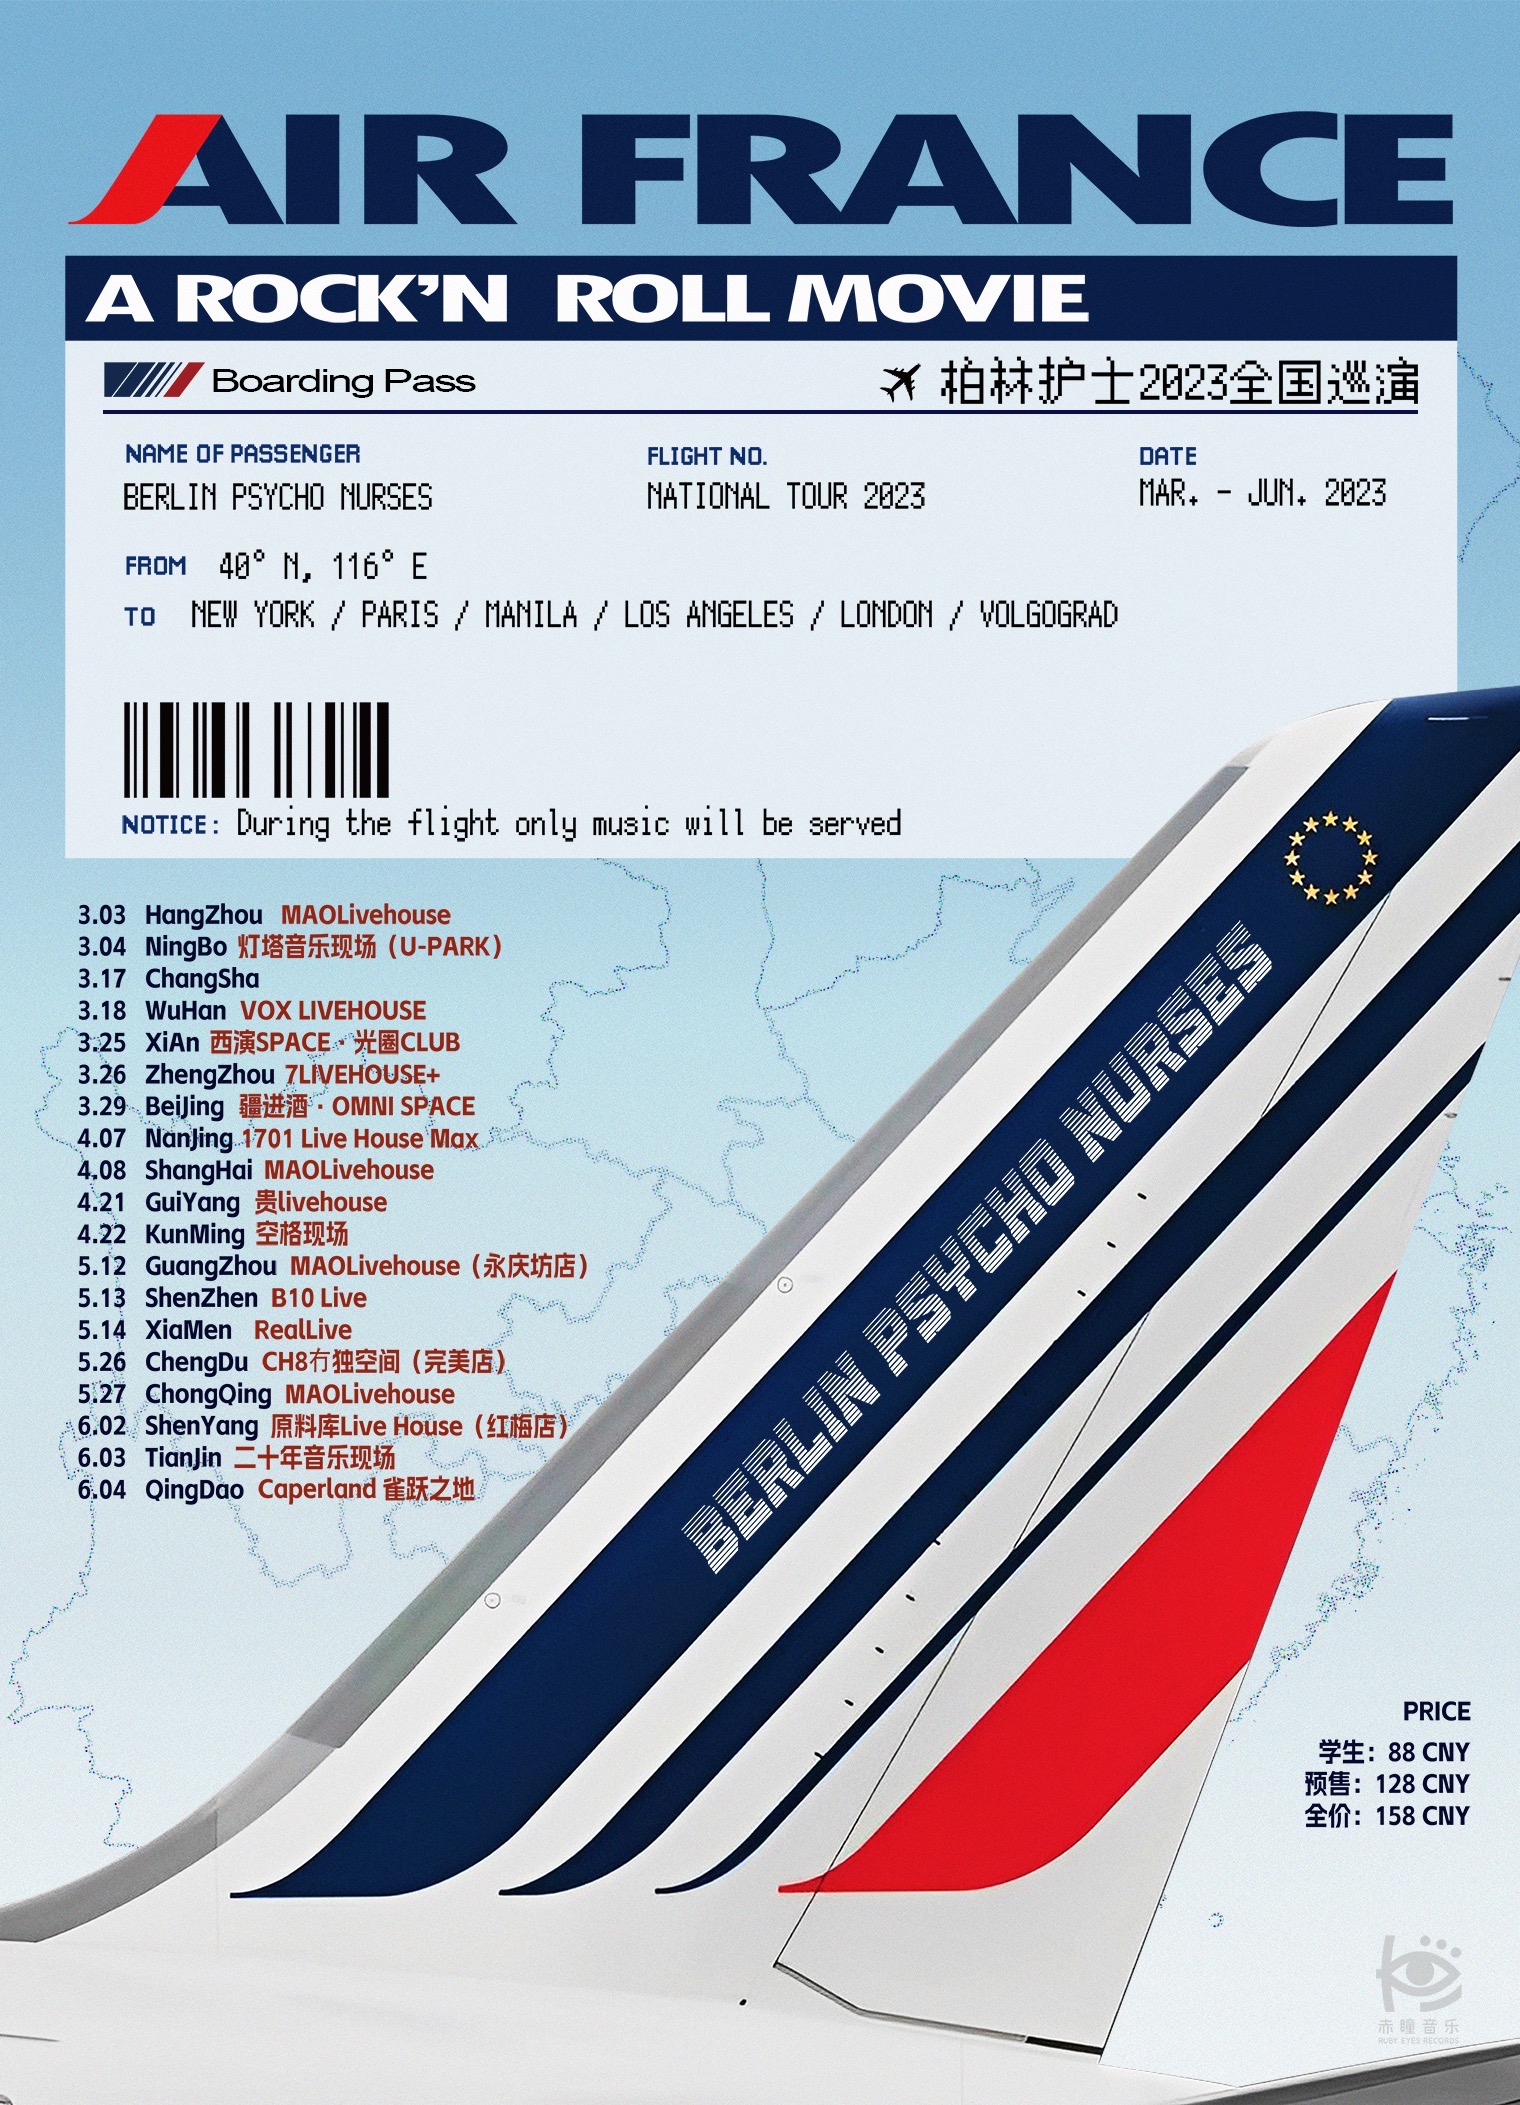 AIR FRANCE
A ROCK'N ROLL MOVIE
Boarding Pass
柏林护士2023全国巡演
NAME OF PASSENGER
BERLIN PSYCHO NURSES
FLIGHT NO.
NATIONAL TOUR 2023
DATE
MAR. - JUN. 2023
FROM 40° N, 116° E
TO NEW YORK / PARIS / MANILA / LOS ANGELES / LONDON / VOLGOGRAD
NOTICE: During the flight only music will be served
3.03 HangZhou MAOLivehouse
3.04 NingBo 灯塔音乐现场（U-PARK）
3.17 ChangSha
3.18 WuHan VOX LIVEHOUSE
3.25 XiAn 西演SPACE · 光圈CLUB
3.26 ZhengZhou 7LIVEHOUSE+
3.29 BeiJing 疆进酒 · OMNI SPACE
4.07 NanJing 1701 Live House Max
4.08 ShangHai MAOLivehouse
4.21 GuiYang 贵livehouse
4.22 KunMing 空格现场
5.12 GuangZhou MAOLivehouse（永庆坊店）
5.13 ShenZhen B10 Live
5.14 XiaMen RealLive
5.26 ChengDu CH8冇独空间（完美店）
5.27 ChongQing MAOLivehouse
6.02 ShenYang 原料库Live House（红梅店）
6.03 TianJin 二十年音乐现场
6.04 QingDao Caperland 雀跃之地
BERLIN PSYCHO NURSES
PRICE
学生：88 CNY
预售：128 CNY
全价：158 CNY
赤瞳音乐
RUBY EYES RECORDS